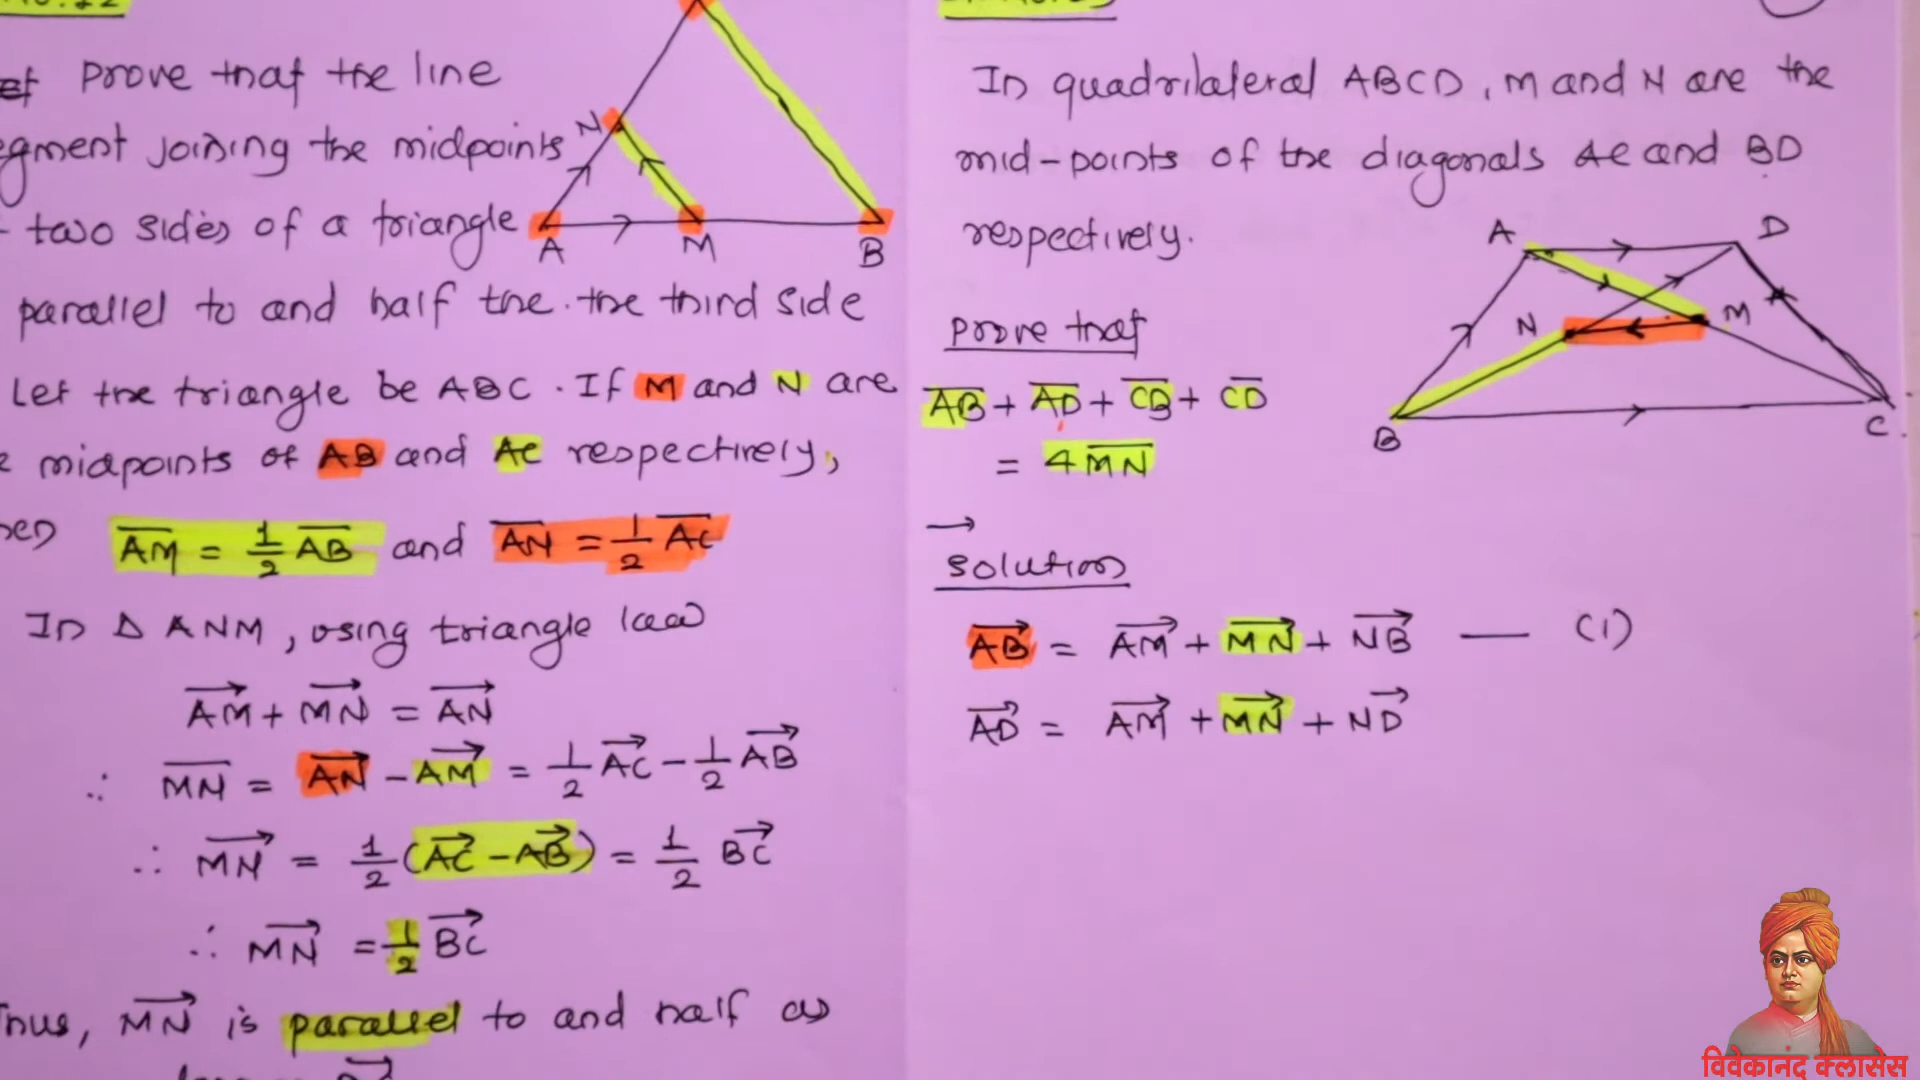 prove that the line
segment joining the midpoints
two sides of a triangle
parallel to and half the . the third side
Let the triangle be ABC . If M and N are
midpoints of AB and AC respectively,
AM = 1/2 AB and AN = 1/2 AC
In Δ ANM, using triangle law
AM + MN = AN
∴ MN = AN - AM = 1/2 AC - 1/2 AB
∴ MN = 1/2 (AC - AB) = 1/2 BC
∴ MN = 1/2 BC
Thus, MN is parallel to and half as
N
A M B
In quadrilateral ABCD, M and N are the
mid-points of the diagonals AC and BD
respectively.
A D
N M
B C
prove that
AB + AD + CB + CD
= 4 MN
→
solution
AB = AM + MN + NB — (1)
AD = AM + MN + ND
विवेकानंद क्लासेस